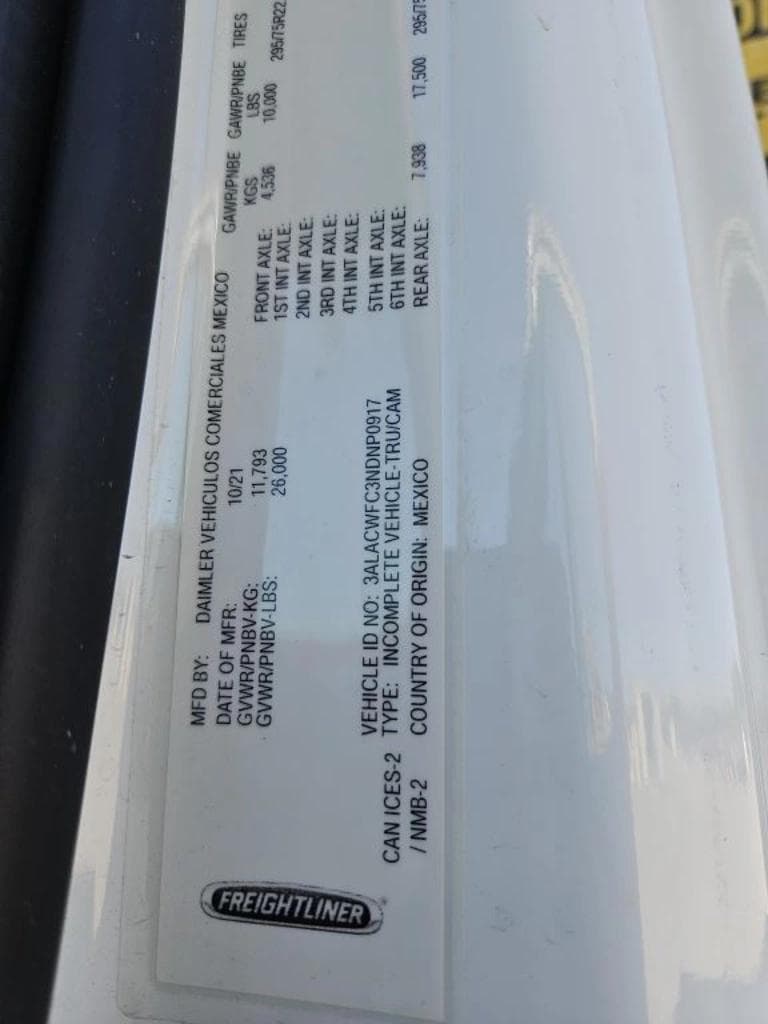 FREIGHTLINER
MFD BY: DAIMLER VEHICULOS COMERCIALES MEXICO
DATE OF MFR: 10/21
GVWR/PNBV-KG: 11,793
GVWR/PNBV-LBS: 26,000
GAWR/PNBE GAWR/PNBE TIRES
KGS LBS
FRONT AXLE: 4,536 10,000 295/75R22
1ST INT AXLE:
2ND INT AXLE:
3RD INT AXLE:
4TH INT AXLE:
5TH INT AXLE:
6TH INT AXLE:
REAR AXLE: 7,938 17,500 295/75
VEHICLE ID NO: 3ALACWFC3NDNP0917
TYPE: INCOMPLETE VEHICLE-TRU/CAM
COUNTRY OF ORIGIN: MEXICO
CAN ICES-2
/ NMB-2